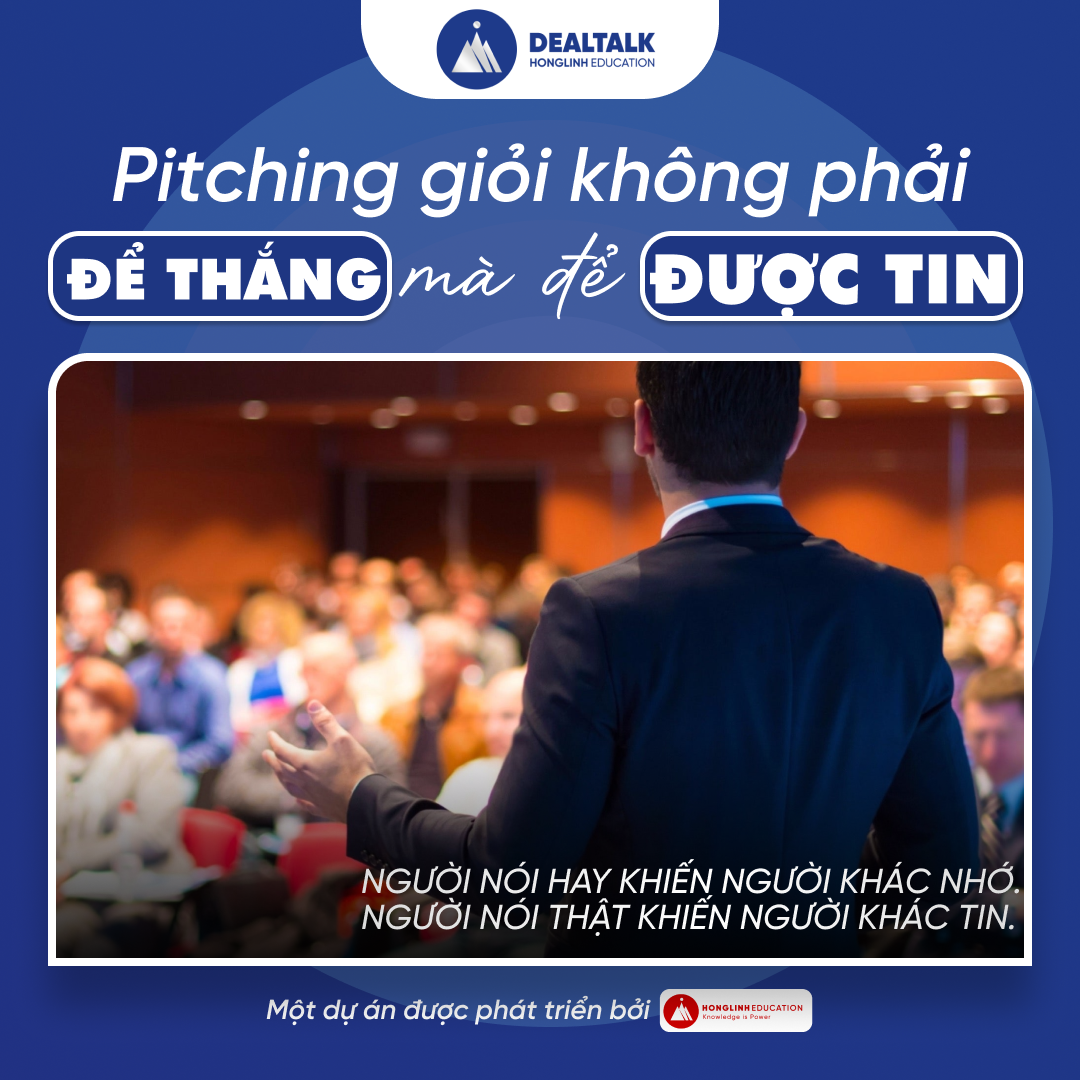 DEALTALK
HONGLINH EDUCATION
Pitching giỏi không phải
ĐỂ THẮNG mà để ĐƯỢC TIN
NGƯỜI NÓI HAY KHIẾN NGƯỜI KHÁC NHỚ.
NGƯỜI NÓI THẬT KHIẾN NGƯỜI KHÁC TIN.
Một dự án được phát triển bởi HONGLINH EDUCATION
Knowledge is Power